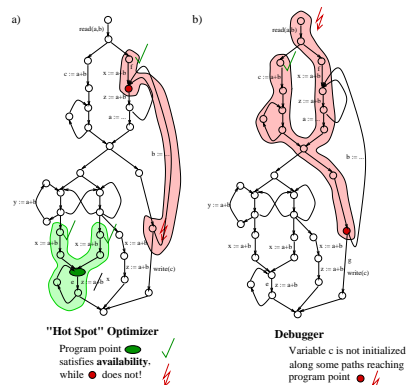 a)
b)
read(a,b)
read(a,b)
c := a+b
x := a+b
f
z := a+b
a := ...
b := ...
y := a+b
x := a+b
x := a+b
x := a+b
z := a+b
write(c)
e
z := a+b
x
c := a+b
x := a+b
f
z := a+b
a := ...
b := ...
y := a+b
x := a+b
x := a+b
x := a+b
g
z := a+b
write(c)
e
z := a+b
"Hot Spot" Optimizer
Debugger
Program point
satisfies availability,
while does not!
Variable c is not initialized
along some paths reaching
program point